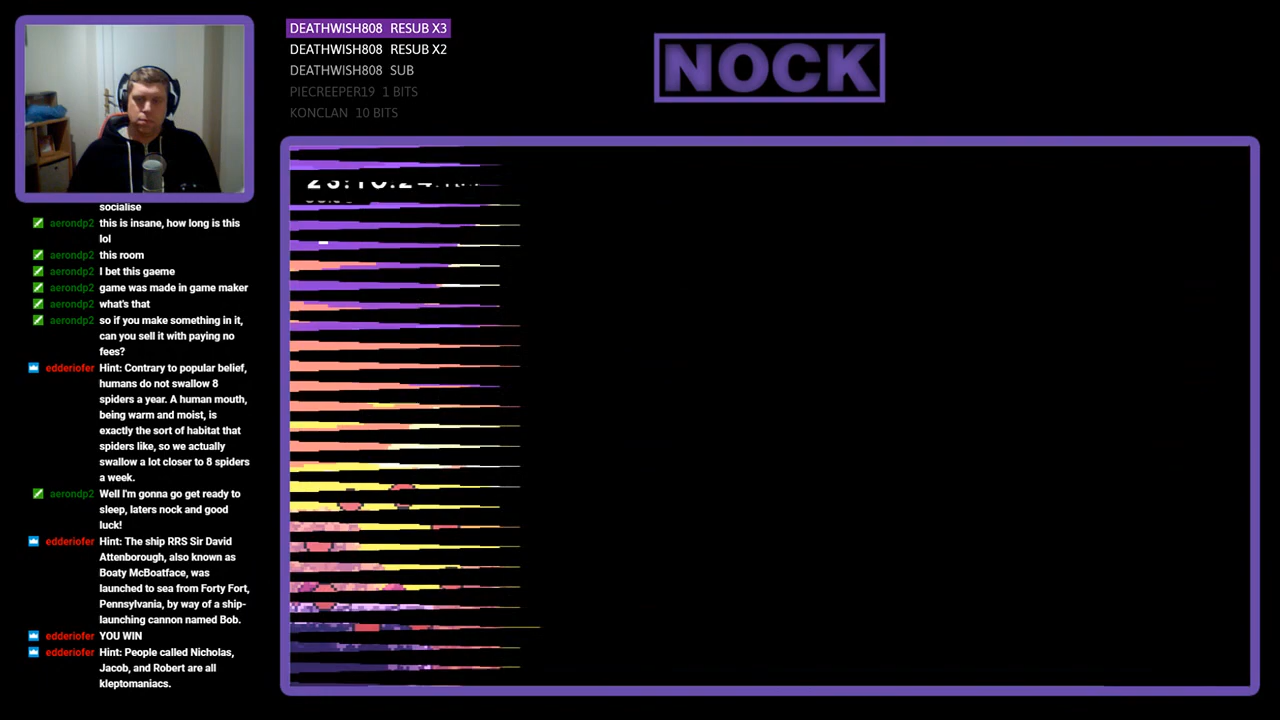 DEATHWISH808 RESUB X3
DEATHWISH808 RESUB X2
DEATHWISH808 SUB
PIECREEPER19 1 BITS
KONCLAN 10 BITS
NOCK
socialise
aerondp2 this is insane, how long is this
lol
aerondp2 this room
aerondp2 I bet this gaeme
aerondp2 game was made in game maker
aerondp2 what's that
aerondp2 so if you make something in it,
can you sell it with paying no
fees?
edderiofer Hint: Contrary to popular belief,
humans do not swallow 8
spiders a year. A human mouth,
being warm and moist, is
exactly the sort of habitat that
spiders like, so we actually
swallow a lot closer to 8 spiders
a week.
aerondp2 Well I'm gonna go get ready to
sleep, laters nock and good
luck!
edderiofer Hint: The ship RRS Sir David
Attenborough, also known as
Boaty McBoatface, was
launched to sea from Forty Fort,
Pennsylvania, by way of a ship-
launching cannon named Bob.
edderiofer YOU WIN
edderiofer Hint: People called Nicholas,
Jacob, and Robert are all
kleptomaniacs.